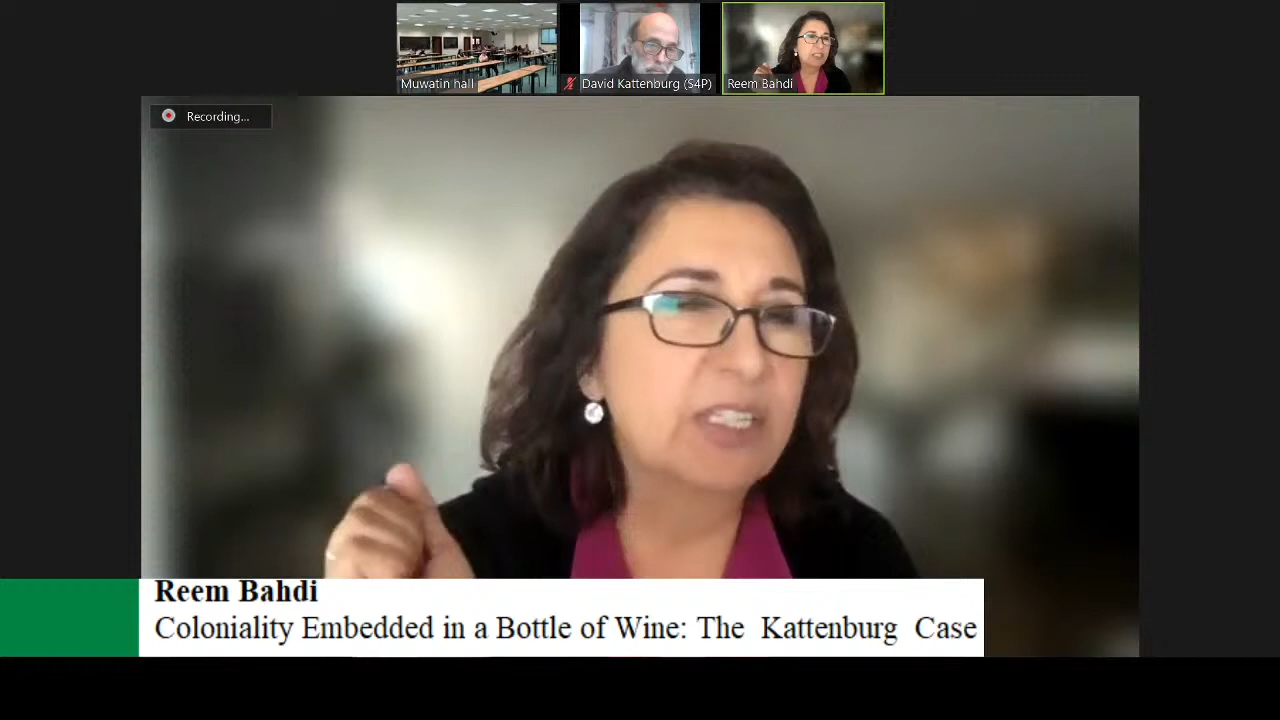 Muwatin hall
David Kattenburg (S4P)
Reem Bahdi
Recording...
Reem Bahdi
Coloniality Embedded in a Bottle of Wine: The Kattenburg Case